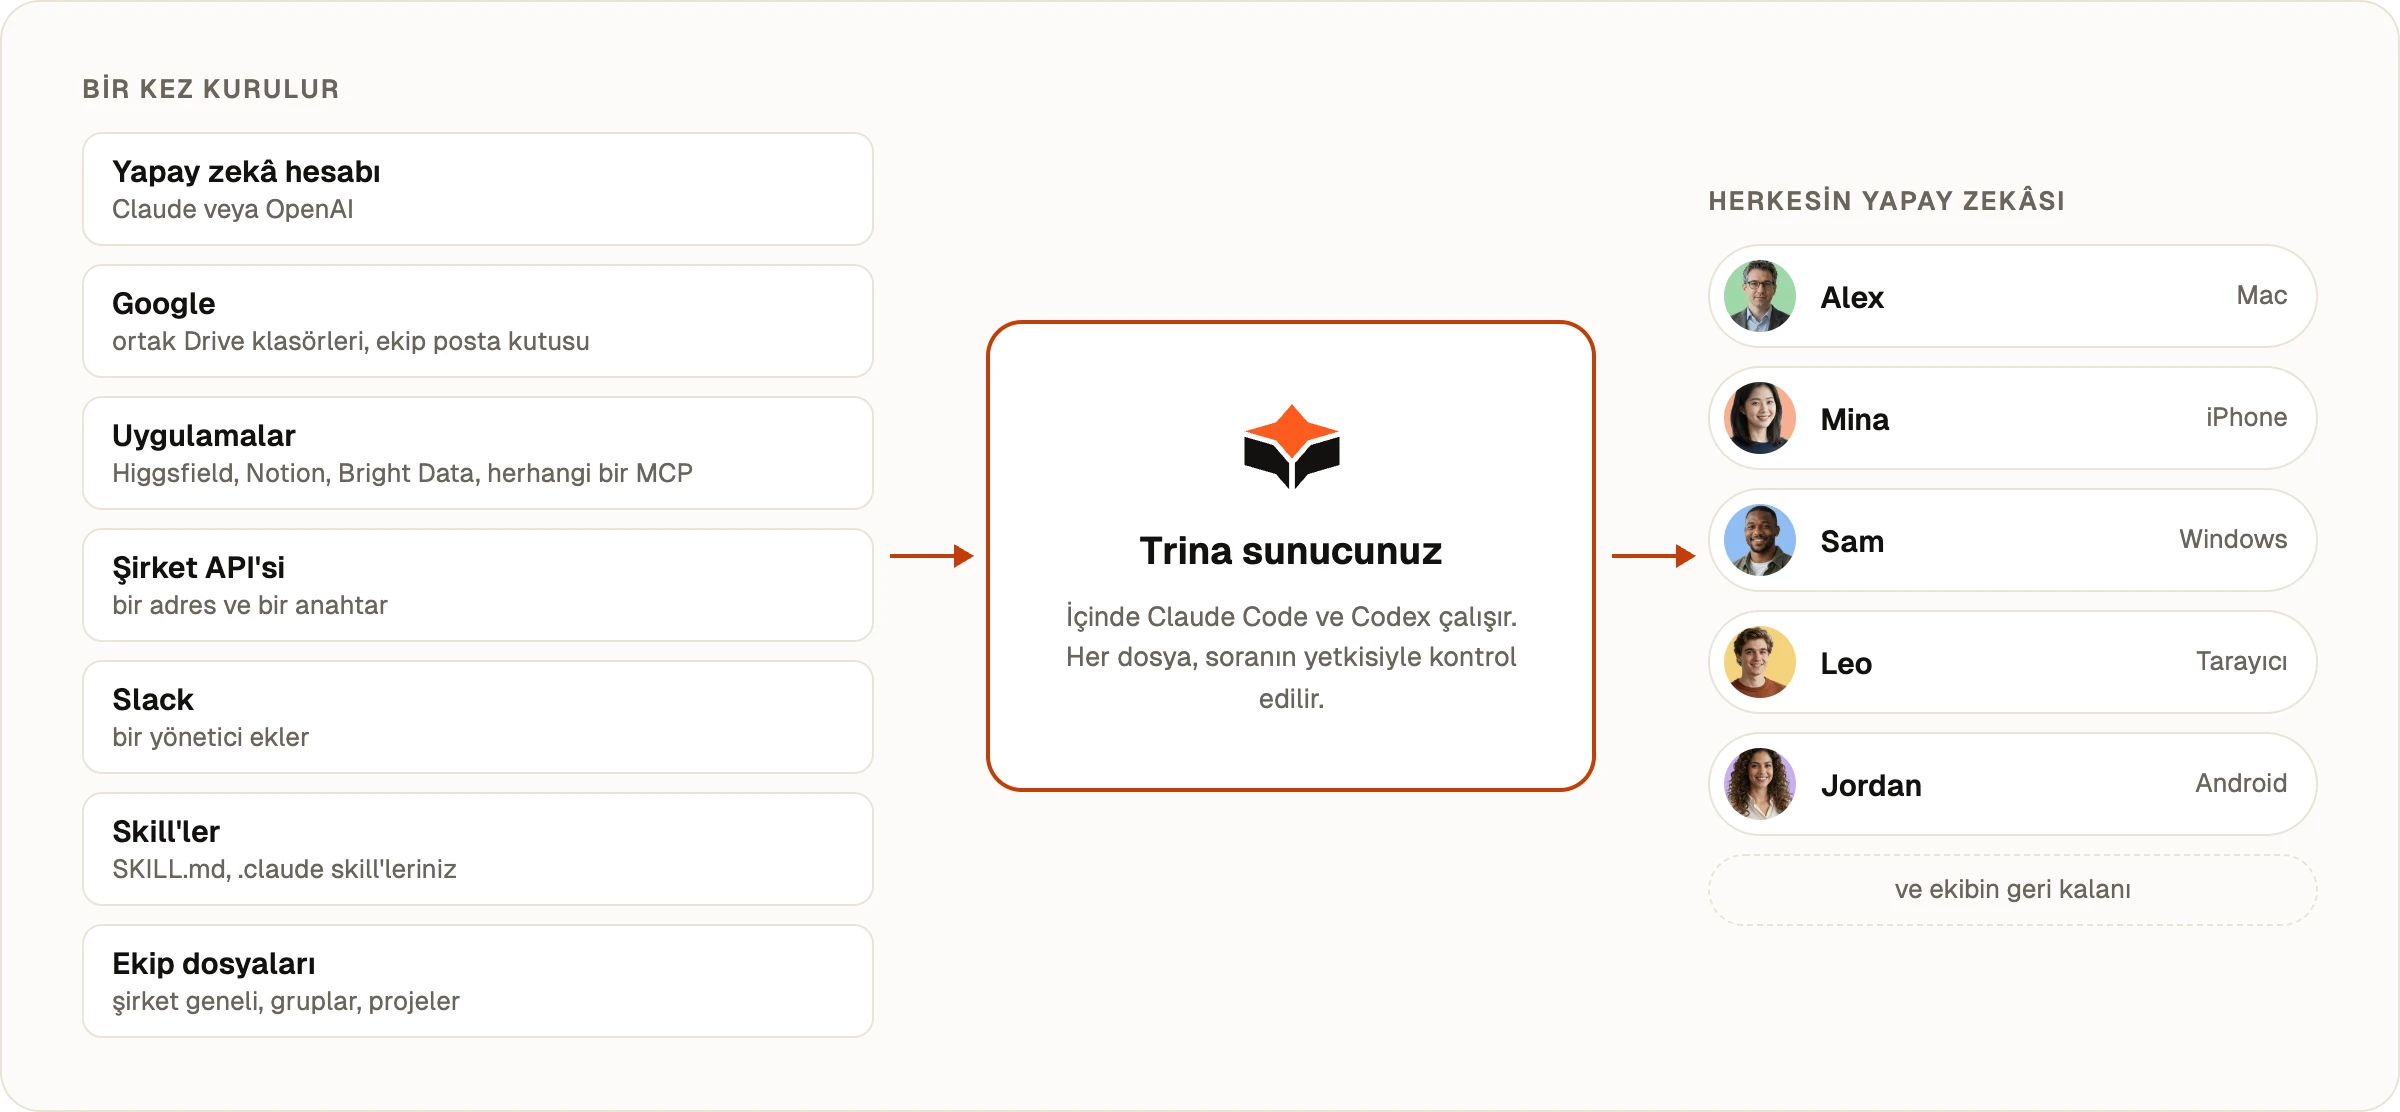 BİR KEZ KURULUR
Yapay zekâ hesabı
Claude veya OpenAI
Google
ortak Drive klasörleri, ekip posta kutusu
Uygulamalar
Higgsfield, Notion, Bright Data, herhangi bir MCP
Şirket API'si
bir adres ve bir anahtar
Slack
bir yönetici ekler
Skill'ler
SKILL.md, .claude skill'leriniz
Ekip dosyaları
şirket geneli, gruplar, projeler
Trina sunucunuz
İçinde Claude Code ve Codex çalışır.
Her dosya, soranın yetkisiyle kontrol
edilir.
HERKESİN YAPAY ZEKÂSI
Alex Mac
Mina iPhone
Sam Windows
Leo Tarayıcı
Jordan Android
ve ekibin geri kalanı